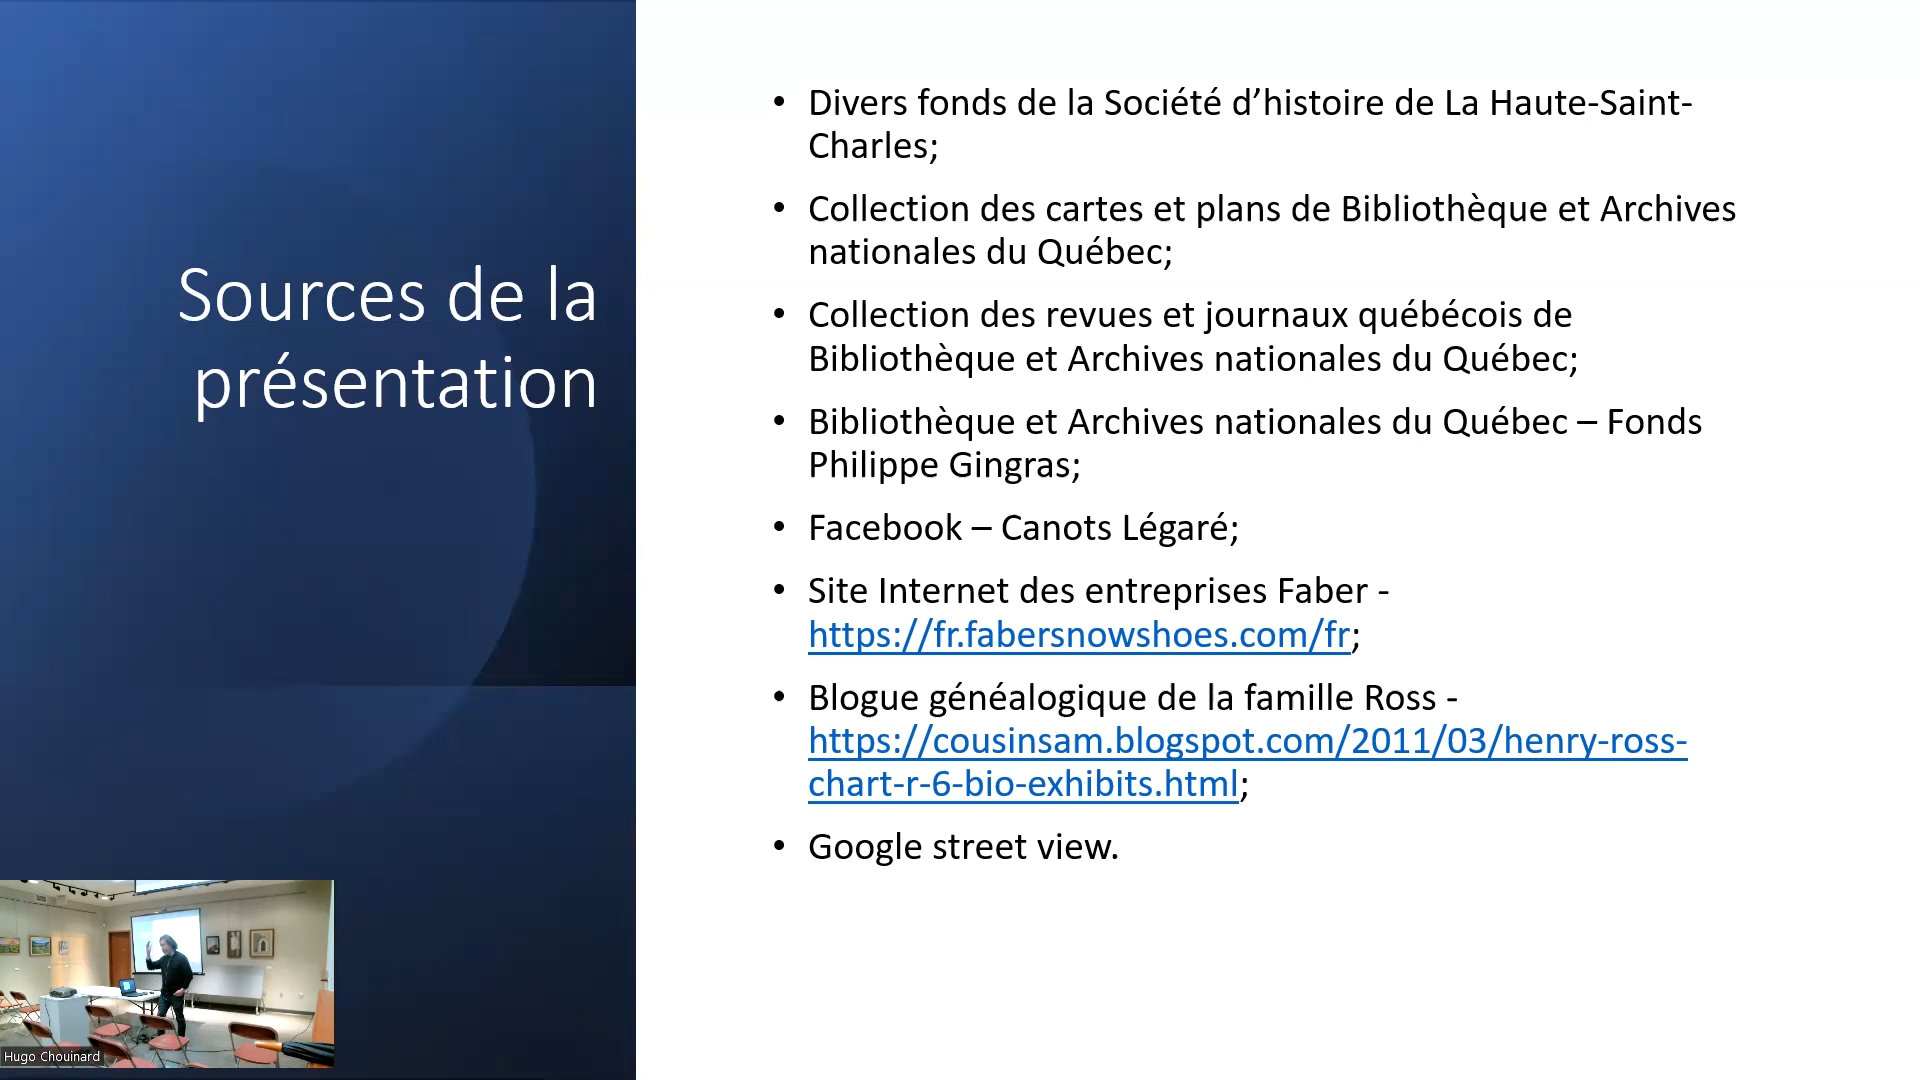 Sources de la
présentation
• Divers fonds de la Société d’histoire de La Haute-Saint-
Charles;
• Collection des cartes et plans de Bibliothèque et Archives
nationales du Québec;
• Collection des revues et journaux québécois de
Bibliothèque et Archives nationales du Québec;
• Bibliothèque et Archives nationales du Québec – Fonds
Philippe Gingras;
• Facebook – Canots Légaré;
• Site Internet des entreprises Faber -
https://fr.fabersnowshoes.com/fr;
• Blogue généalogique de la famille Ross -
https://cousinsam.blogspot.com/2011/03/henry-ross-
chart-r-6-bio-exhibits.html;
• Google street view.
Hugo Chouinard